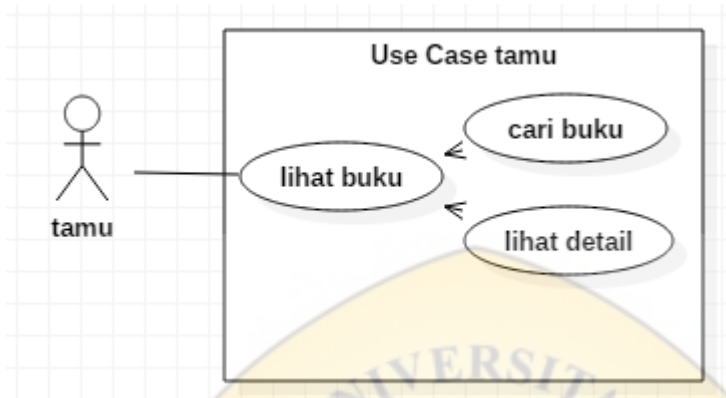 Use Case tamu
cari buku
lihat buku
tamu
lihat detail